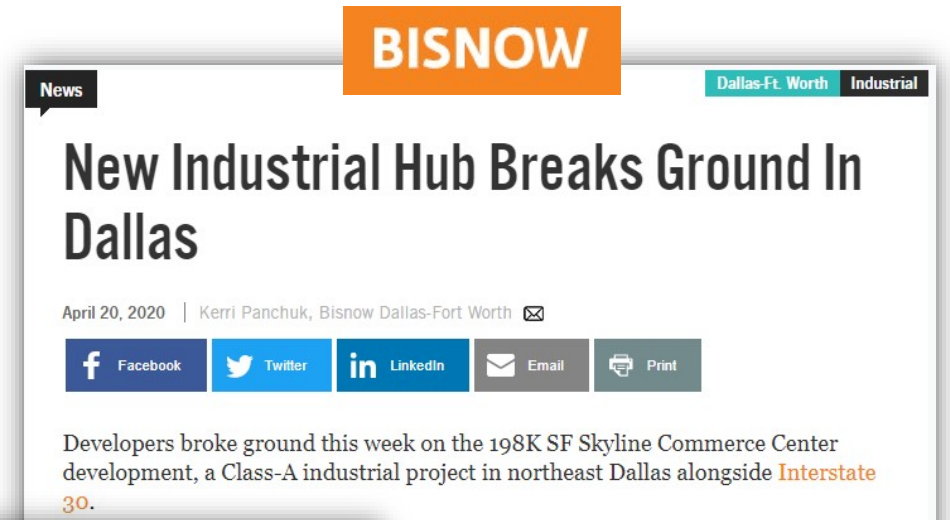 BISNOW
News
Dallas-Ft. Worth Industrial
New Industrial Hub Breaks Ground In
Dallas
April 20, 2020 | Kerri Panchuk, Bisnow Dallas-Fort Worth
Facebook Twitter LinkedIn Email Print
Developers broke ground this week on the 198K SF Skyline Commerce Center
development, a Class-A industrial project in northeast Dallas alongside Interstate
30.